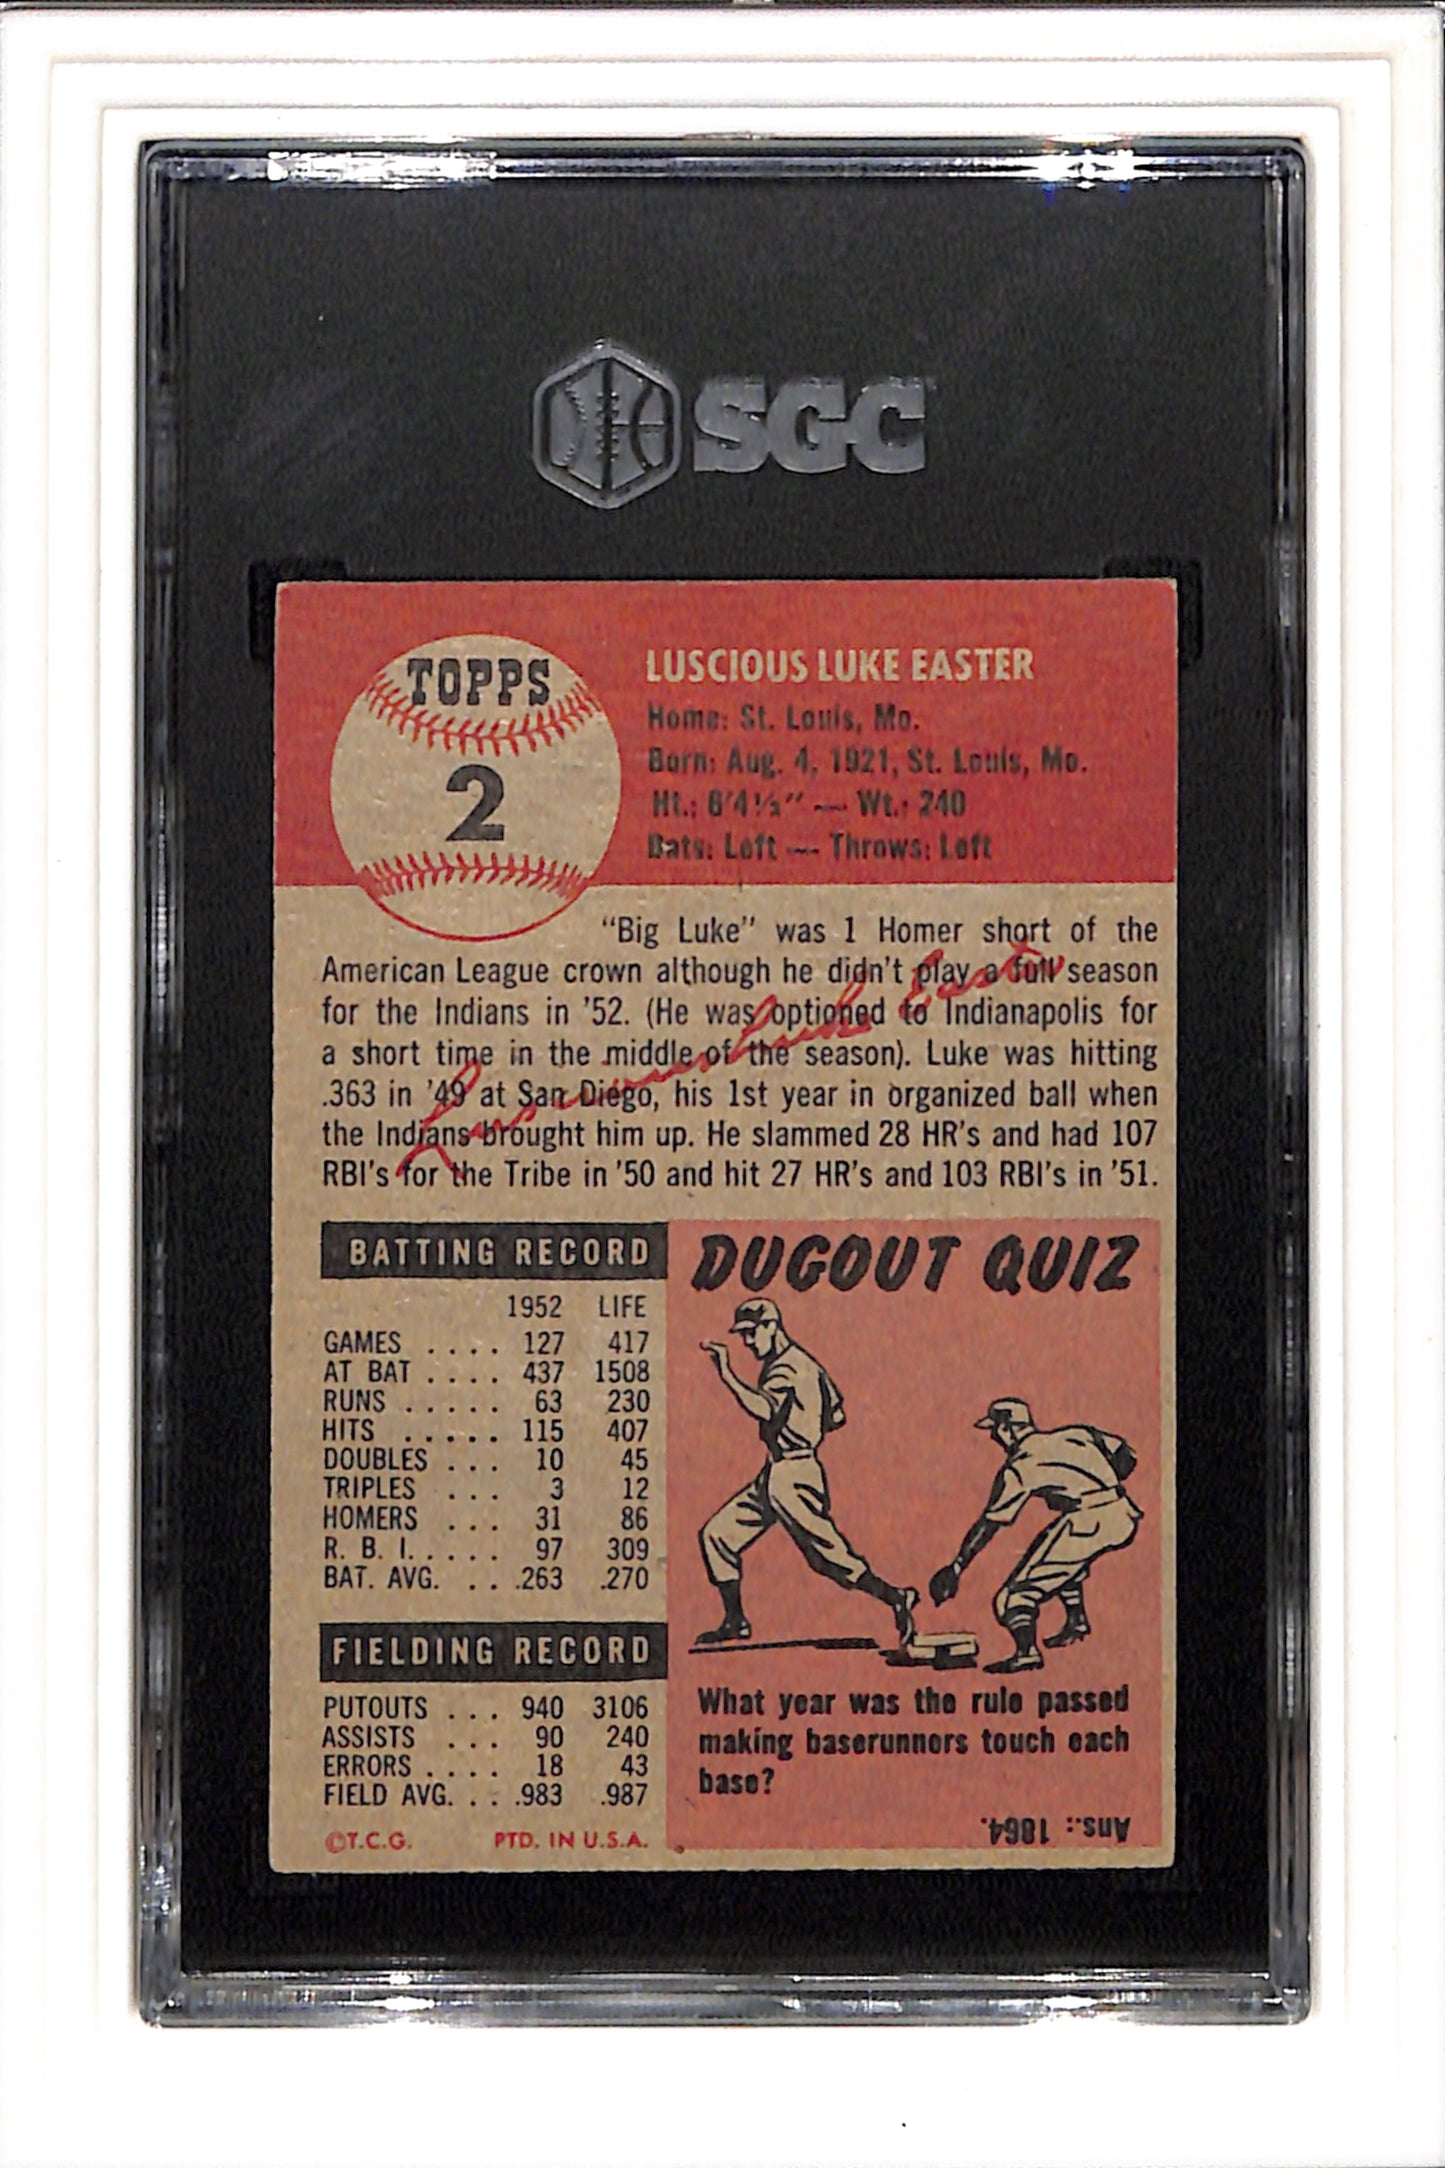 SGC
TOPPS
2
LUSCIOUS LUKE EASTER
Home: St. Louis, Mo.
Born: Aug. 4, 1921, St. Louis, Mo.
Ht.: 6'4½" — Wt.: 240
Bats: Left — Throws: Left
"Big Luke" was 1 Homer short of the
American League crown although he didn't play a full season
for the Indians in '52. (He was optioned to Indianapolis for
a short time in the middle of the season). Luke was hitting
.363 in '49 at San Diego, his 1st year in organized ball when
the Indians brought him up. He slammed 28 HR's and had 107
RBI's for the Tribe in '50 and hit 27 HR's and 103 RBI's in '51.
Luscious Luke Easter
BATTING RECORD
1952 LIFE
GAMES . . . . 127 417
AT BAT . . . . 437 1508
RUNS . . . . . 63 230
HITS . . . . . 115 407
DOUBLES . . . 10 45
TRIPLES . . . 3 12
HOMERS . . . 31 86
R. B. I. . . . . 97 309
BAT. AVG. . . . .263 .270
FIELDING RECORD
PUTOUTS . . . 940 3106
ASSISTS . . . 90 240
ERRORS . . . . 18 43
FIELD AVG. . . . .983 .987
©T.C.G. PTD. IN U.S.A.
DUGOUT QUIZ
What year was the rule passed
making baserunners touch each
base?
Ans.: 1864.